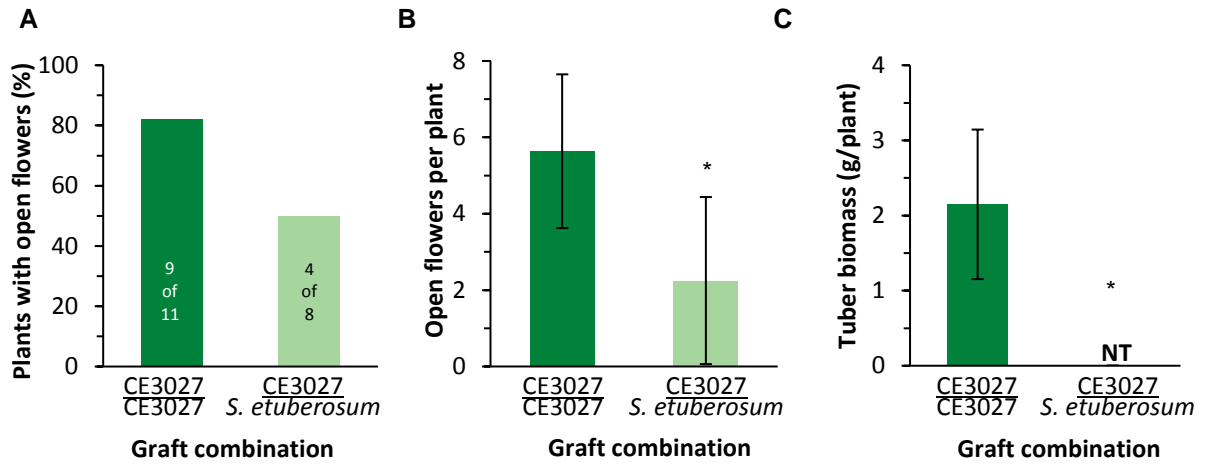 A
Plants with open flowers (%)
100
80
60
40
20
0
9
of
11
4
of
8
CE3027
CE3027
CE3027
S. etuberosum
Graft combination
B
Open flowers per plant
8
6
4
2
0
*
CE3027
CE3027
CE3027
S. etuberosum
Graft combination
C
Tuber biomass (g/plant)
4
3
2
1
0
*
NT
CE3027
CE3027
CE3027
S. etuberosum
Graft combination